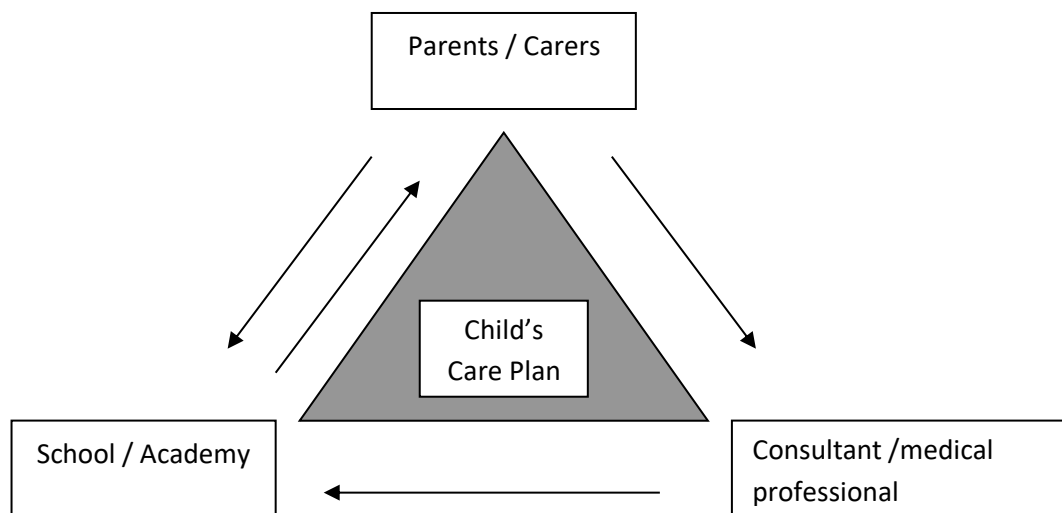 Parents / Carers
Child’s
Care Plan
School / Academy
Consultant /medical
professional